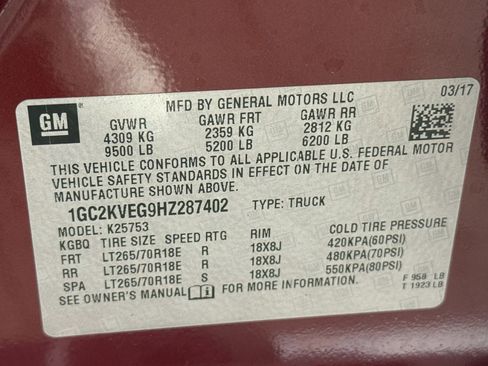 GM
MFD BY GENERAL MOTORS LLC
03/17
GVWR GAWR FRT GAWR RR
4309 KG 2359 KG 2812 KG
9500 LB 5200 LB 6200 LB
THIS VEHICLE CONFORMS TO ALL APPLICABLE U.S. FEDERAL MOTOR
VEHICLE SAFETY STANDARDS IN EFFECT ON THE DATE OF
MANUFACTURE SHOWN ABOVE.
1GC2KVEG9HZ287402 TYPE: TRUCK
MODEL: K25753
KGBQ TIRE SIZE SPEED RTG RIM COLD TIRE PRESSURE
FRT LT265/70R18E R 18X8J 420KPA(60PSI)
RR LT265/70R18E R 18X8J 480KPA(70PSI)
SPA LT265/70R18E S 18X8J 550KPA(80PSI)
SEE OWNER'S MANUAL FOR MORE INFORMATION.
F 958 LB
T 1923 LB